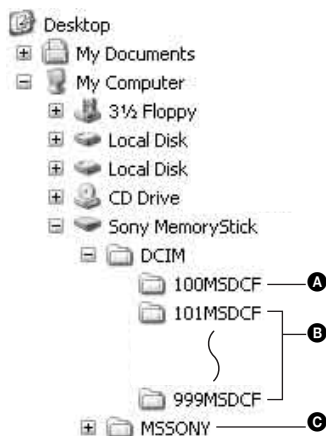 Desktop
My Documents
My Computer
3½ Floppy
Local Disk
Local Disk
CD Drive
Sony MemoryStick
DCIM
100MSDCF A
101MSDCF
B
999MSDCF
MSSONY C